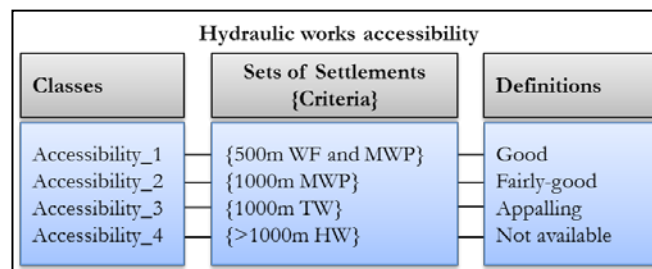 Hydraulic works accessibility
Classes
Sets of Settlements
{Criteria}
Definitions
Accessibility_1 {500m WF and MWP} Good
Accessibility_2 {1000m MWP} Fairly-good
Accessibility_3 {1000m TW} Appalling
Accessibility_4 {>1000m HW} Not available